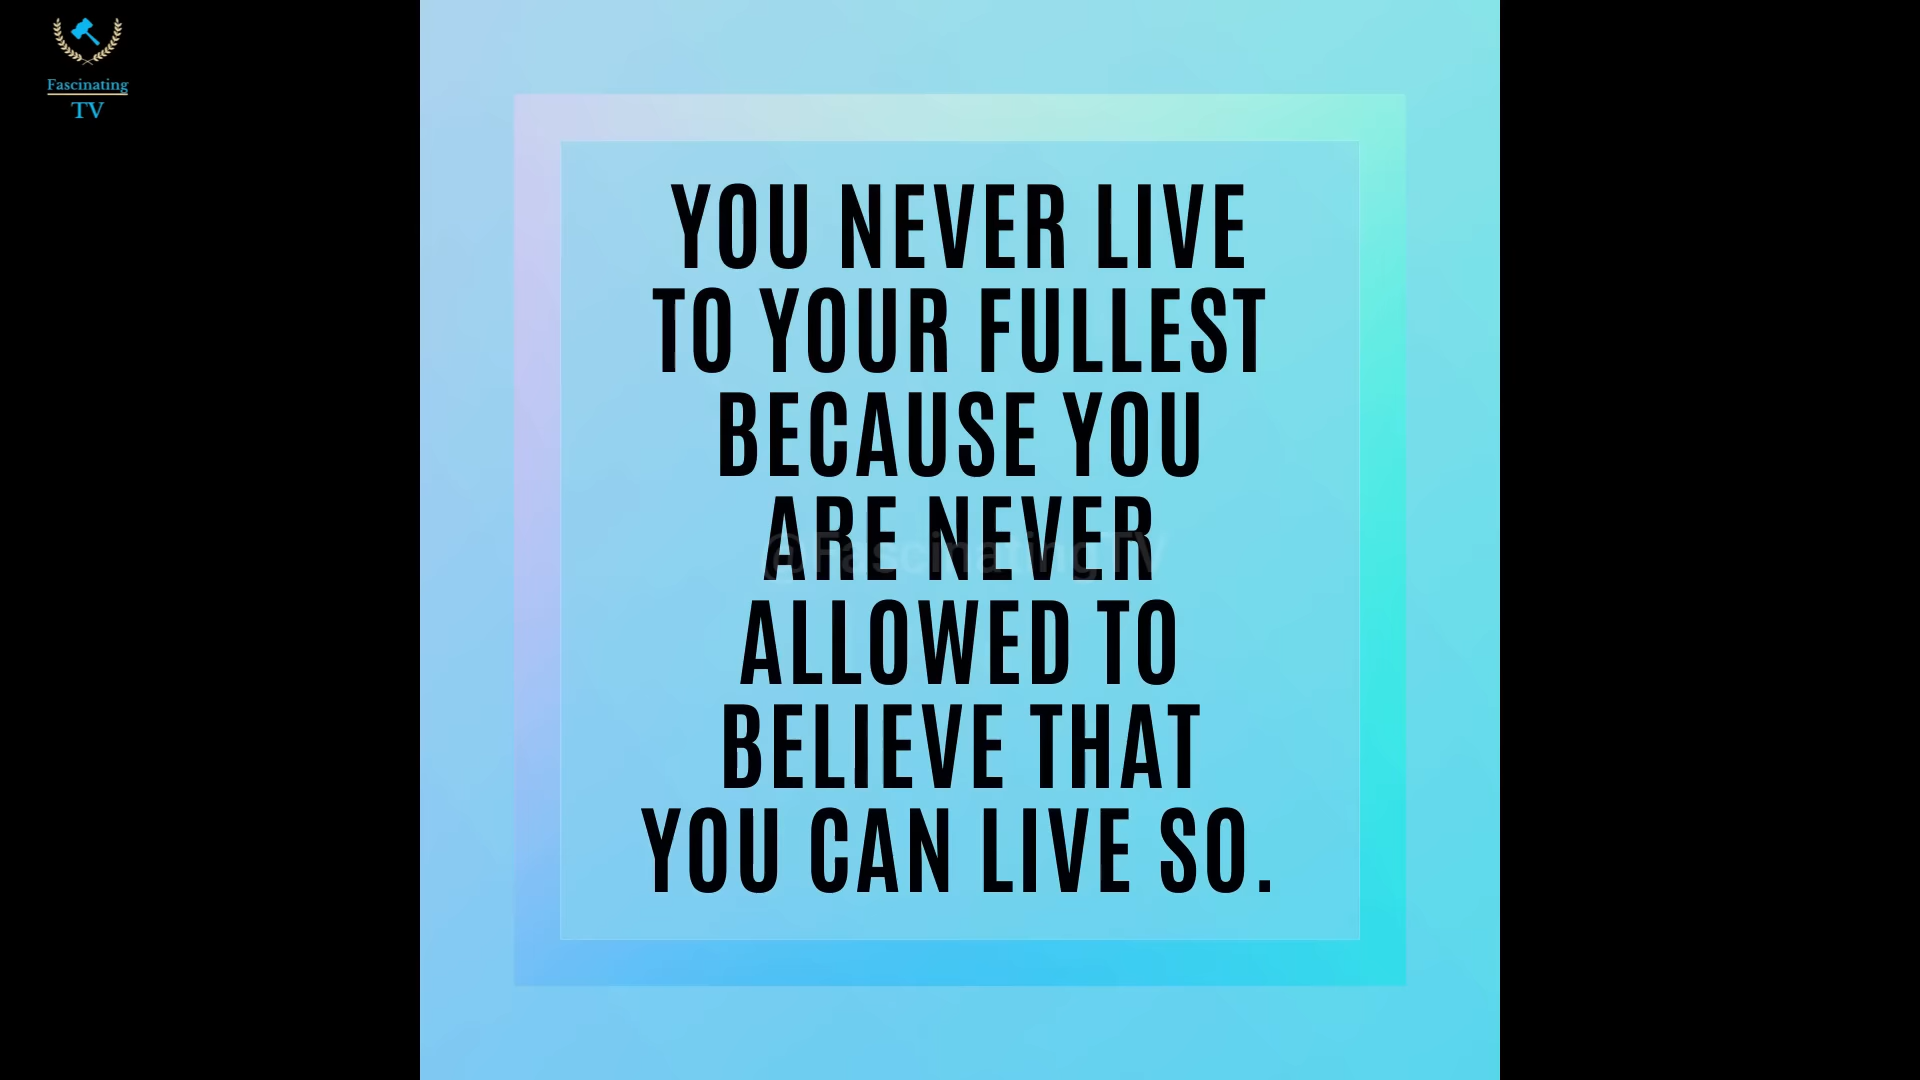 Fascinating
TV
YOU NEVER LIVE
TO YOUR FULLEST
BECAUSE YOU
ARE NEVER
@FascinatingTV
ALLOWED TO
BELIEVE THAT
YOU CAN LIVE SO.